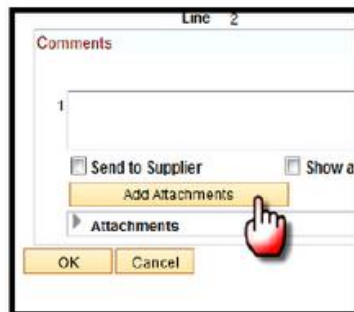 Line 2
Comments
1
Send to Supplier Show a
Add Attachments
Attachments
OK Cancel